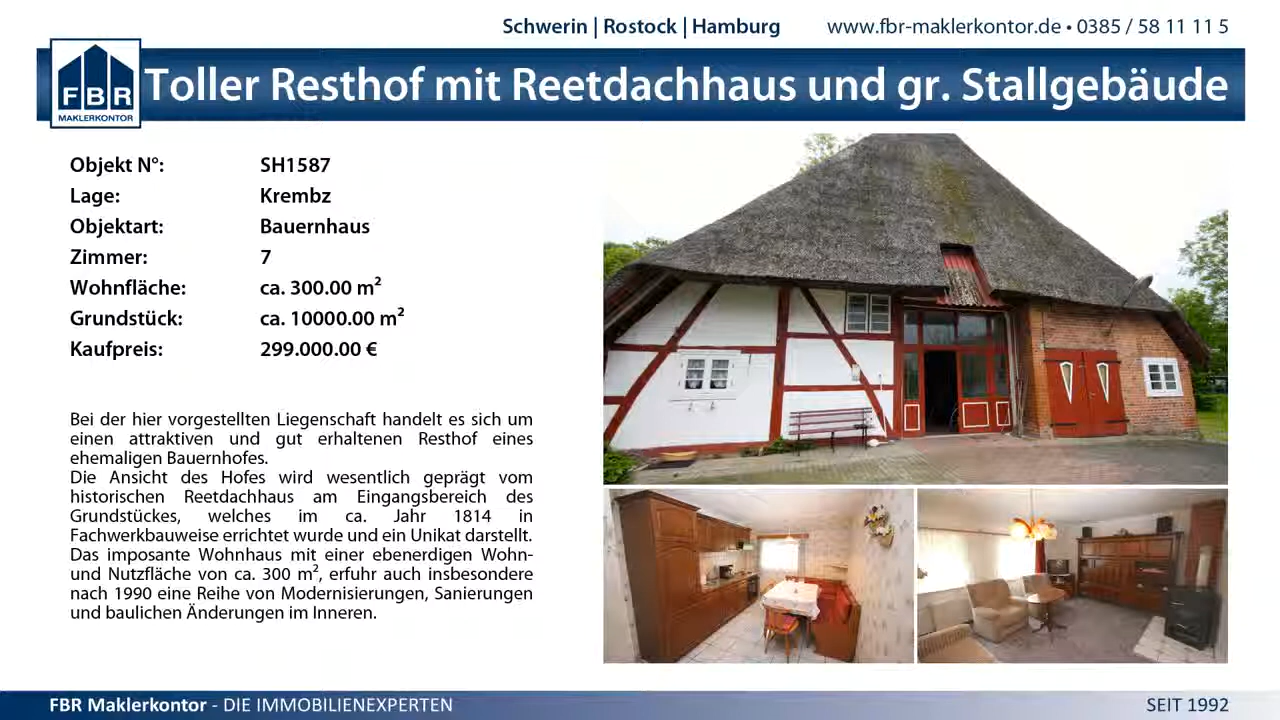 Schwerin | Rostock | Hamburg www.fbr-maklerkontor.de • 0385 / 58 11 11 5
FBR
MAKLERKONTOR
Toller Resthof mit Reetdachhaus und gr. Stallgebäude
Objekt N°: SH1587
Lage: Krembz
Objektart: Bauernhaus
Zimmer: 7
Wohnfläche: ca. 300.00 m²
Grundstück: ca. 10000.00 m²
Kaufpreis: 299.000.00 €
Bei der hier vorgestellten Liegenschaft handelt es sich um
einen attraktiven und gut erhaltenen Resthof eines
ehemaligen Bauernhofes.
Die Ansicht des Hofes wird wesentlich geprägt vom
historischen Reetdachhaus am Eingangsbereich des
Grundstückes, welches im ca. Jahr 1814 in
Fachwerkbauweise errichtet wurde und ein Unikat darstellt.
Das imposante Wohnhaus mit einer ebenerdigen Wohn-
und Nutzfläche von ca. 300 m², erfuhr auch insbesondere
nach 1990 eine Reihe von Modernisierungen, Sanierungen
und baulichen Änderungen im Inneren.
FBR Maklerkontor - DIE IMMOBILIENEXPERTEN SEIT 1992